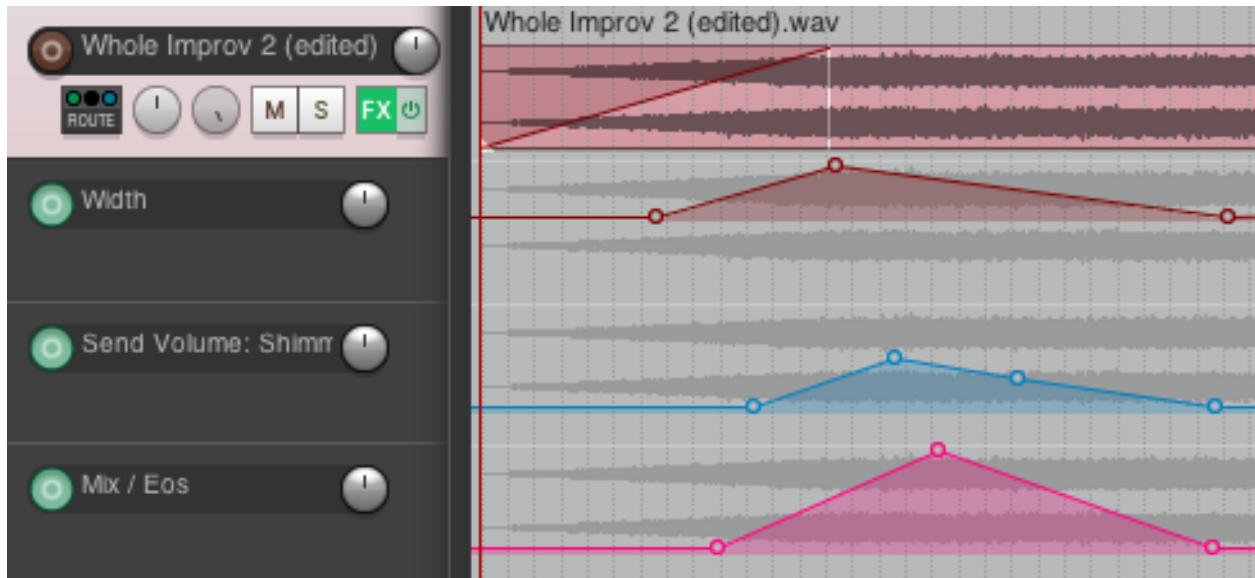 Whole Improv 2 (edited)
ROUTE
M
S
FX
Width
Send Volume: Shimm
Mix / Eos
Whole Improv 2 (edited).wav